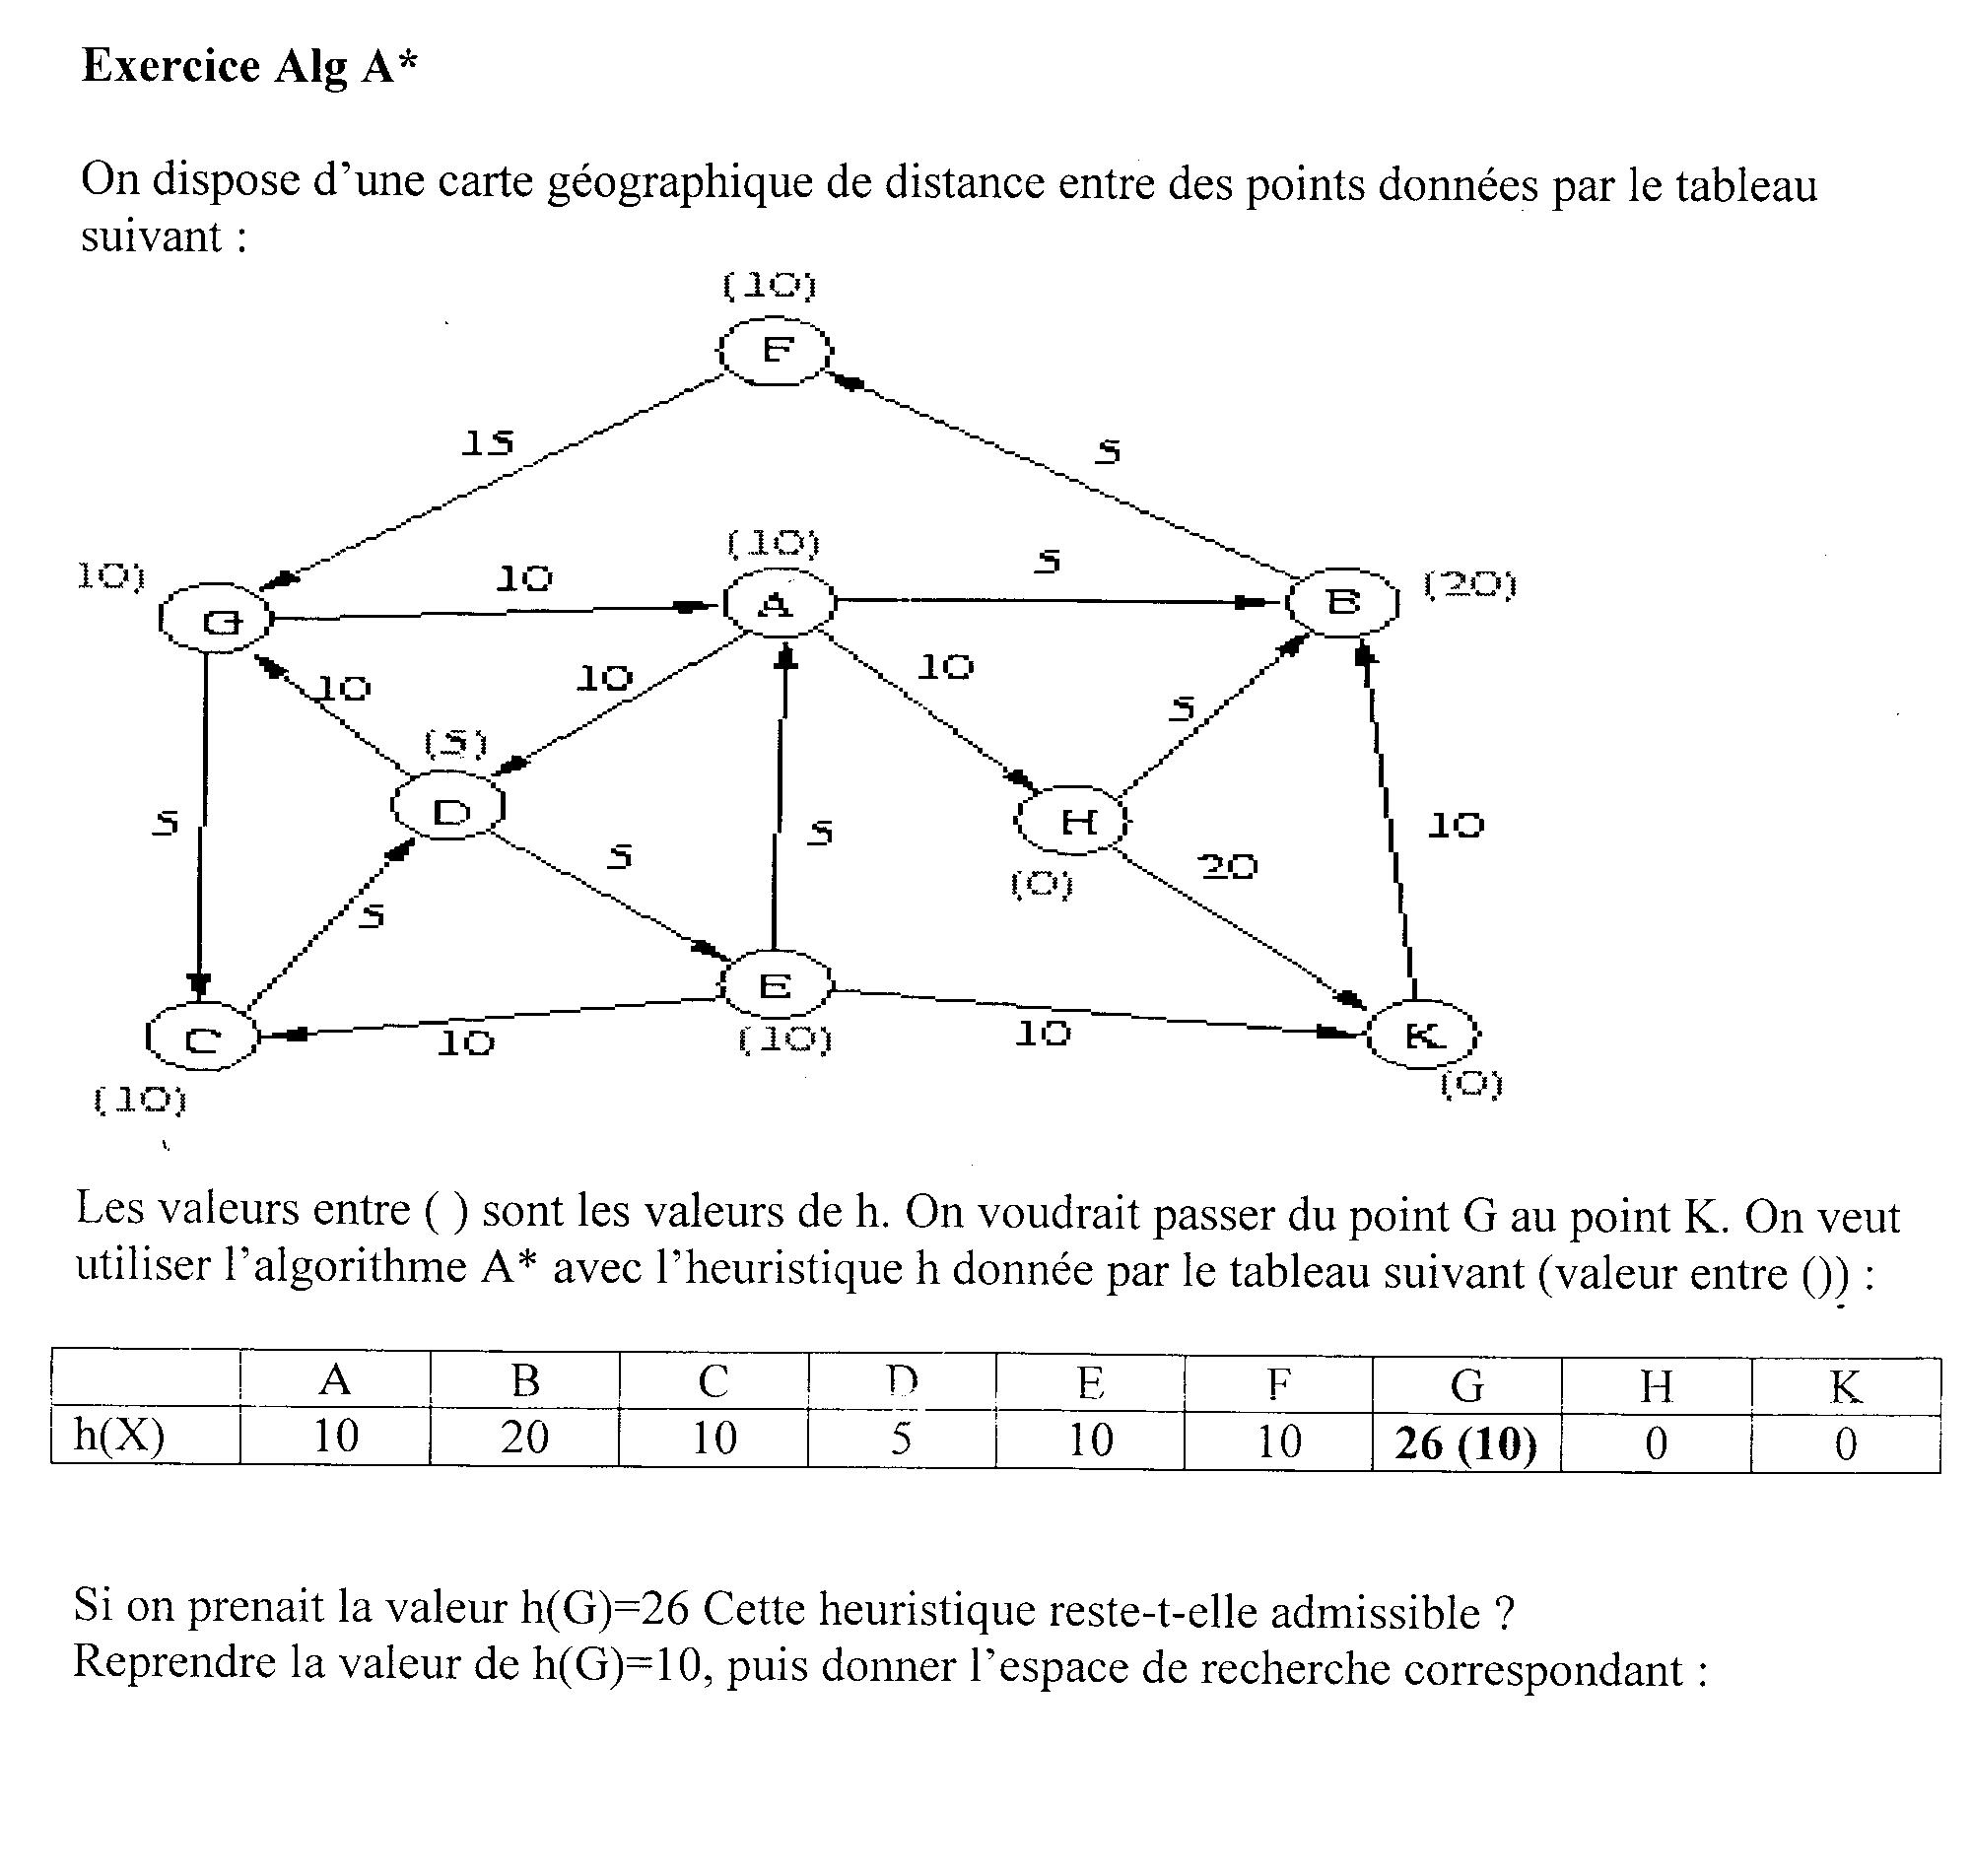 Exercice Alg A*
On dispose d'une carte géographique de distance entre des points données par le tableau
suivant :
(10)
F
15
5
(10)
10)
10
5
(20)
G
A
B
10
10
10
(5)
5
5
D
5
H
10
5
20
(0)
5
E
C
10
(10)
10
K
(0)
(10)
Les valeurs entre ( ) sont les valeurs de h. On voudrait passer du point G au point K. On veut
utiliser l'algorithme A* avec l'heuristique h donnée par le tableau suivant (valeur entre ()) :
A B C D E F G H K
h(X) 10 20 10 5 10 10 26 (10) 0 0
Si on prenait la valeur h(G)=26 Cette heuristique reste-t-elle admissible ?
Reprendre la valeur de h(G)=10, puis donner l'espace de recherche correspondant :